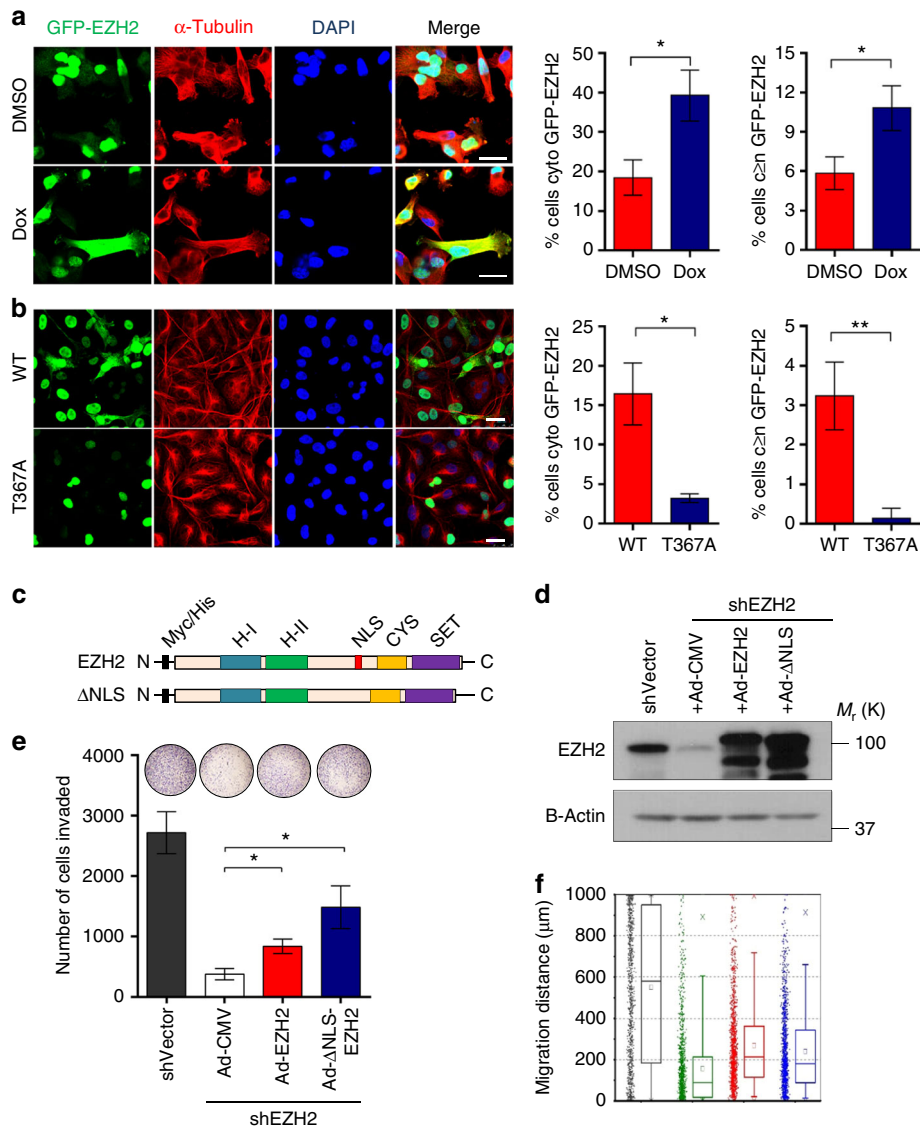 a
GFP-EZH2 α-Tubulin DAPI Merge
DMSO
Dox
% cells cyto GFP-EZH2
50
40
30
20
10
0
*
DMSO Dox
% cells c≥n GFP-EZH2
15
12
9
6
3
0
*
DMSO Dox
b
WT
T367A
% cells cyto GFP-EZH2
25
20
15
10
5
0
*
WT T367A
% cells c≥n GFP-EZH2
5
4
3
2
1
0
**
WT T367A
c
Myc/His H-I H-II NLS CYS SET
EZH2 N C
ΔNLS N C
d
shEZH2
shVector +Ad-CMV +Ad-EZH2 +Ad-ΔNLS
Mr (K)
EZH2 100
B-Actin 37
e
Number of cells invaded
4000
3000
2000
1000
0
*
*
shVector
Ad-CMV
Ad-EZH2
Ad-ΔNLS-
EZH2
shEZH2
f
Migration distance (µm)
1000
800
600
400
200
0